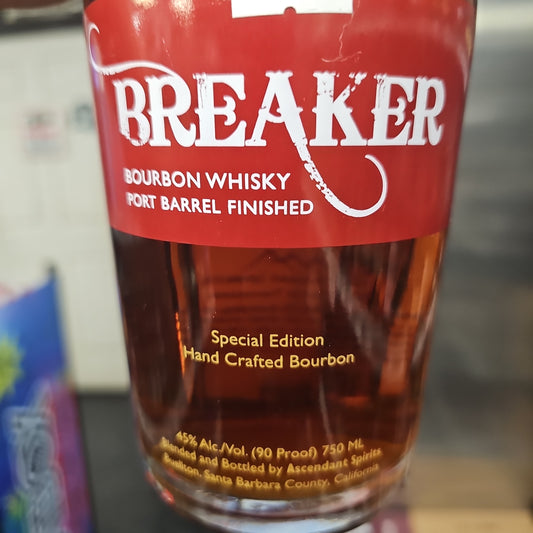 BREAKER
BOURBON WHISKY
PORT BARREL FINISHED
Special Edition
Hand Crafted Bourbon
45% Alc./Vol. (90 Proof) 750 ML
Blended and Bottled by Ascendant Spirits
Buellton, Santa Barbara County, California